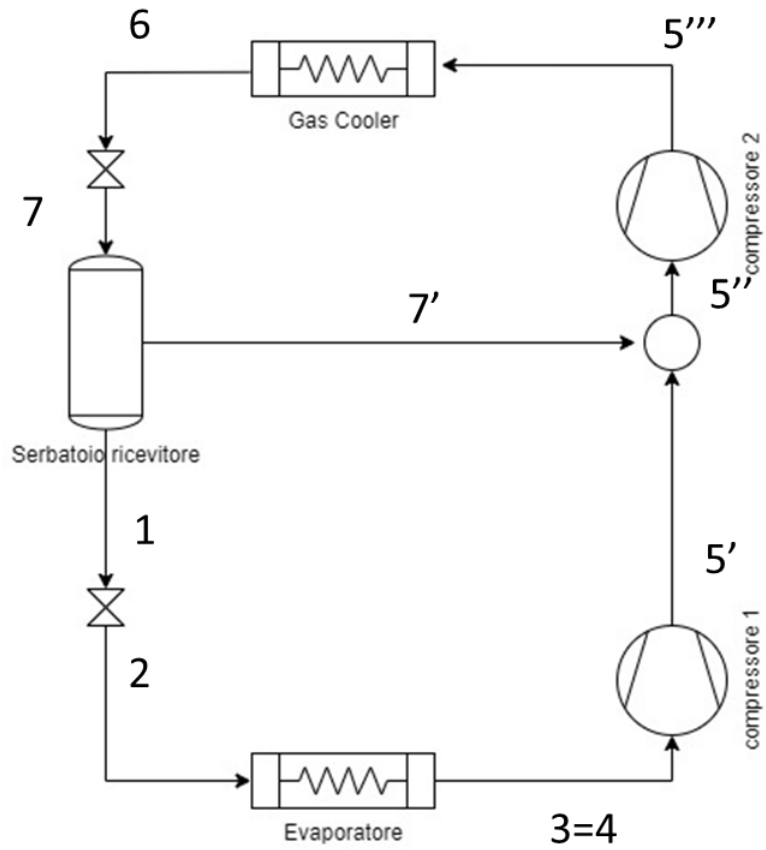 6
5′′′
Gas Cooler
compressore 2
7
5′′
7′
Serbatoio ricevitore
1
5′
compressore 1
2
Evaporatore
3=4